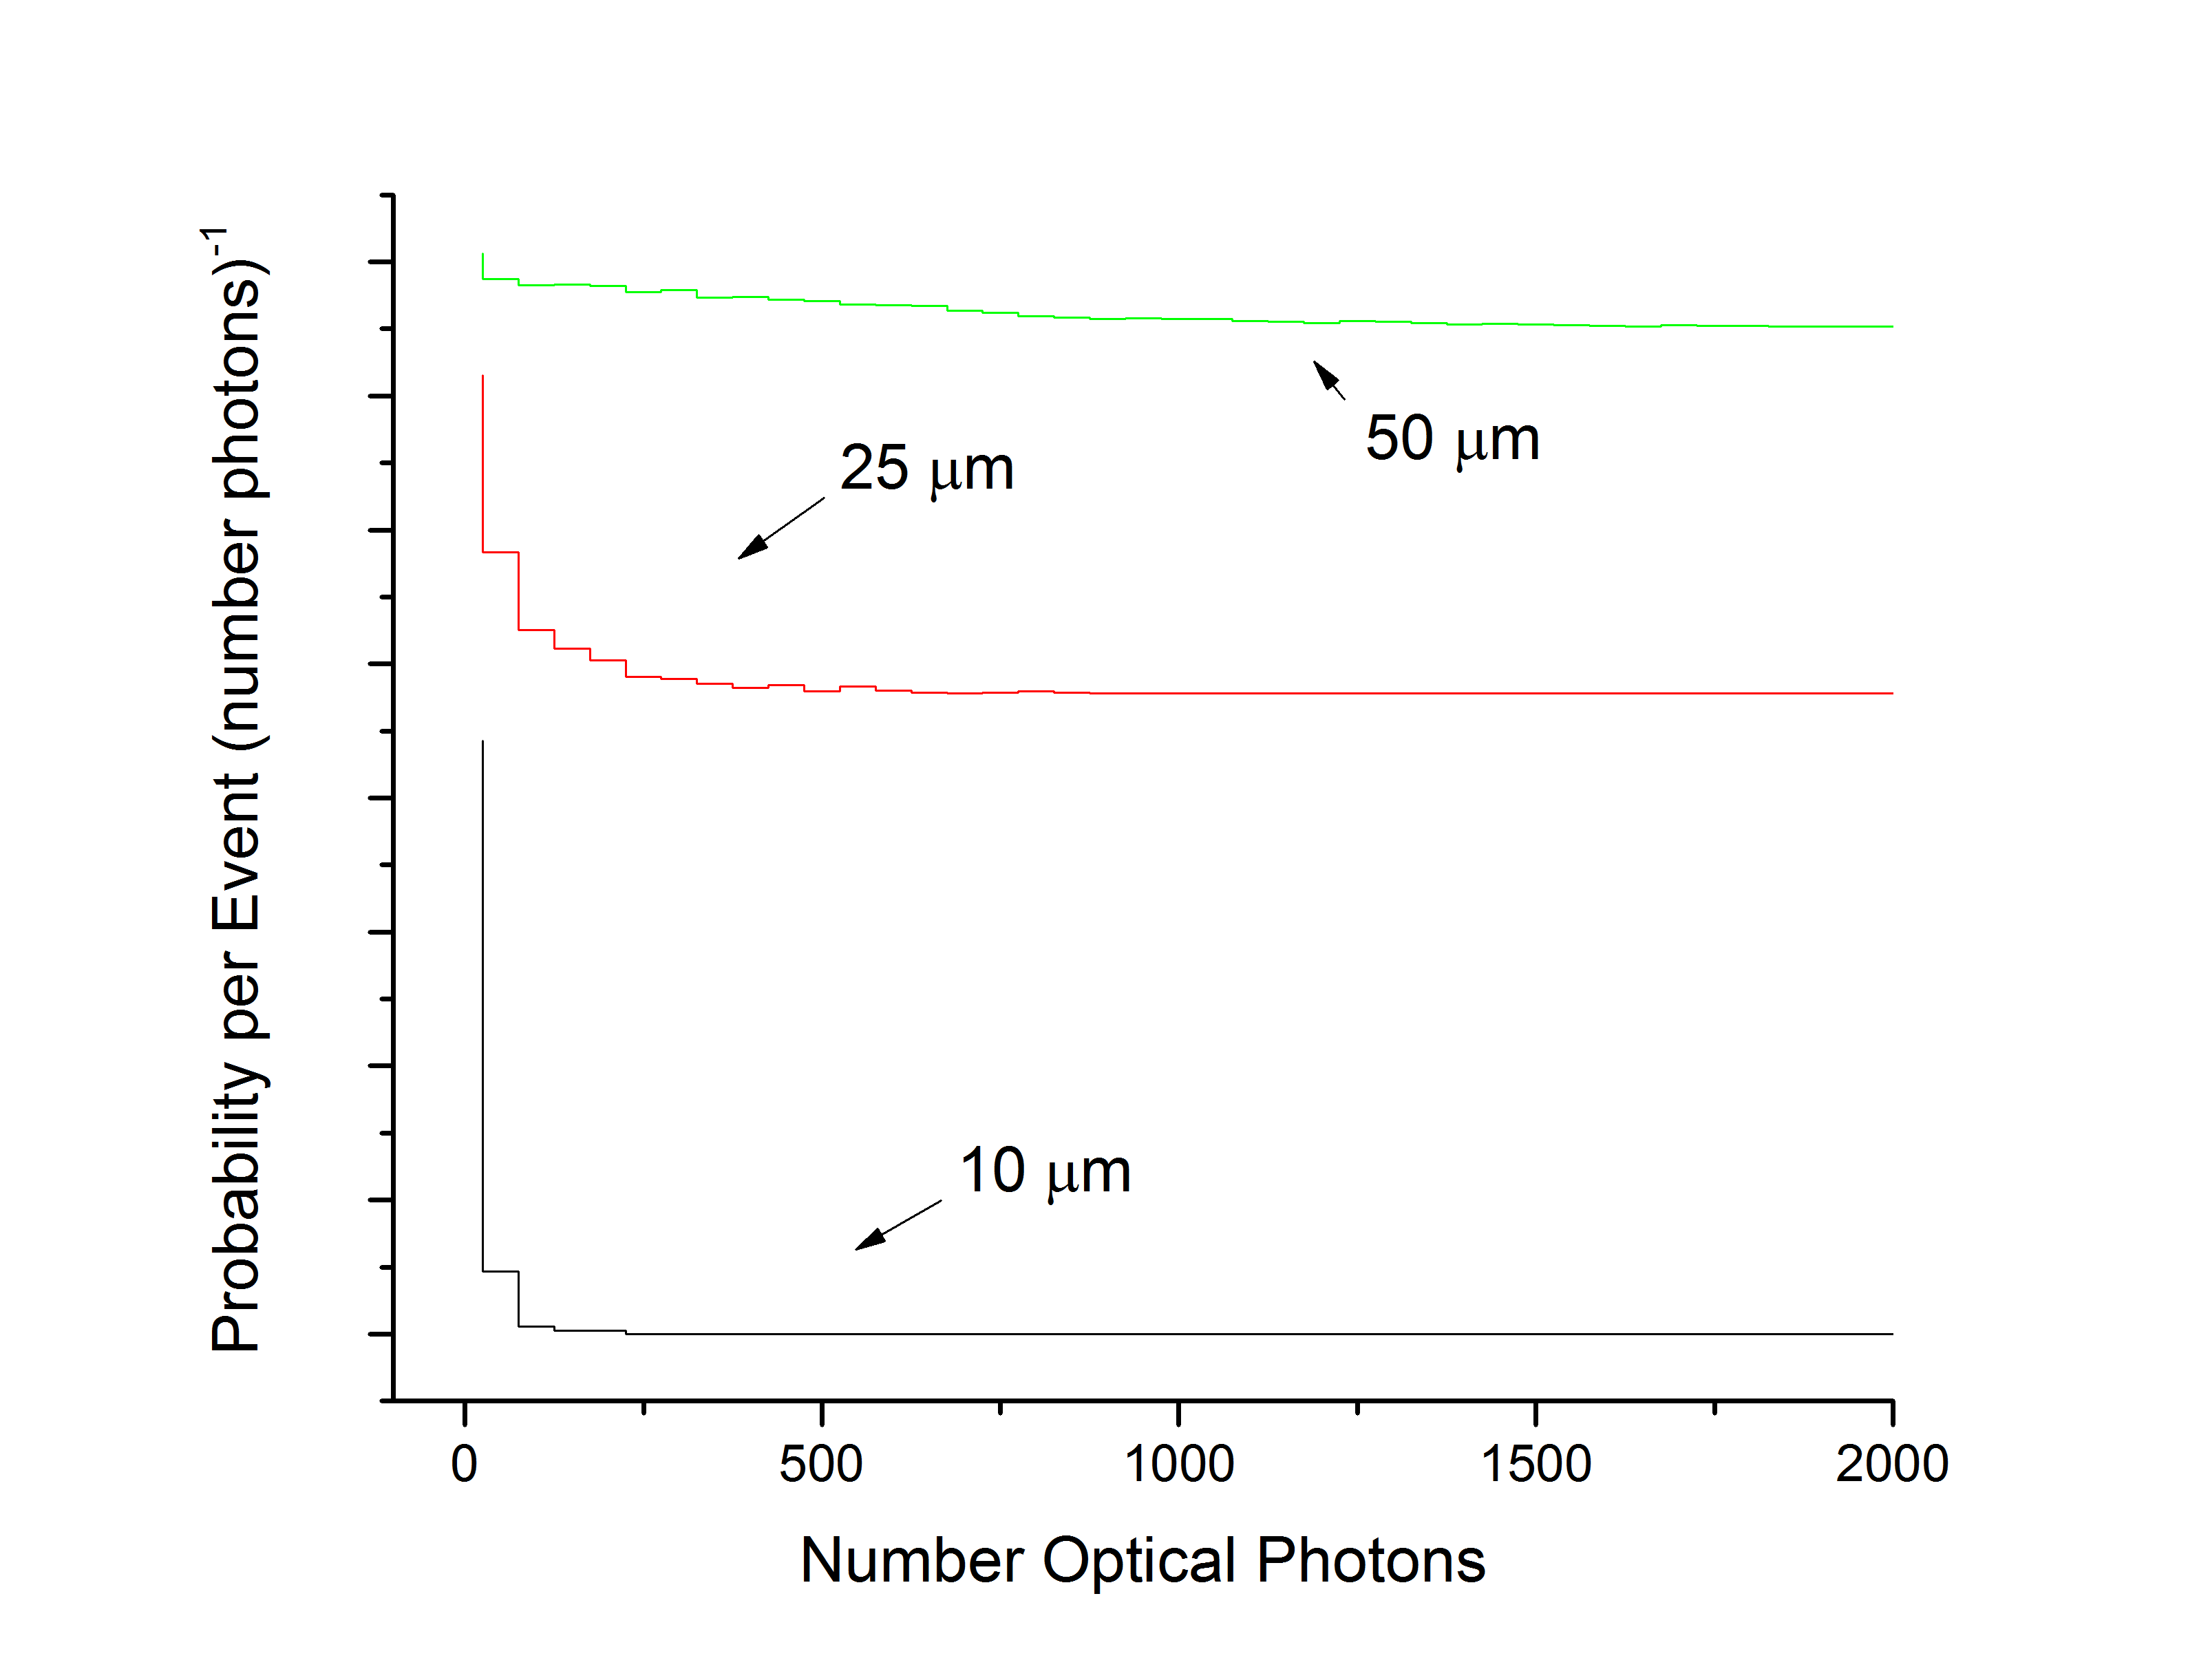 Probability per Event (number photons)⁻¹
50 μm
25 μm
10 μm
0 500 1000 1500 2000
Number Optical Photons